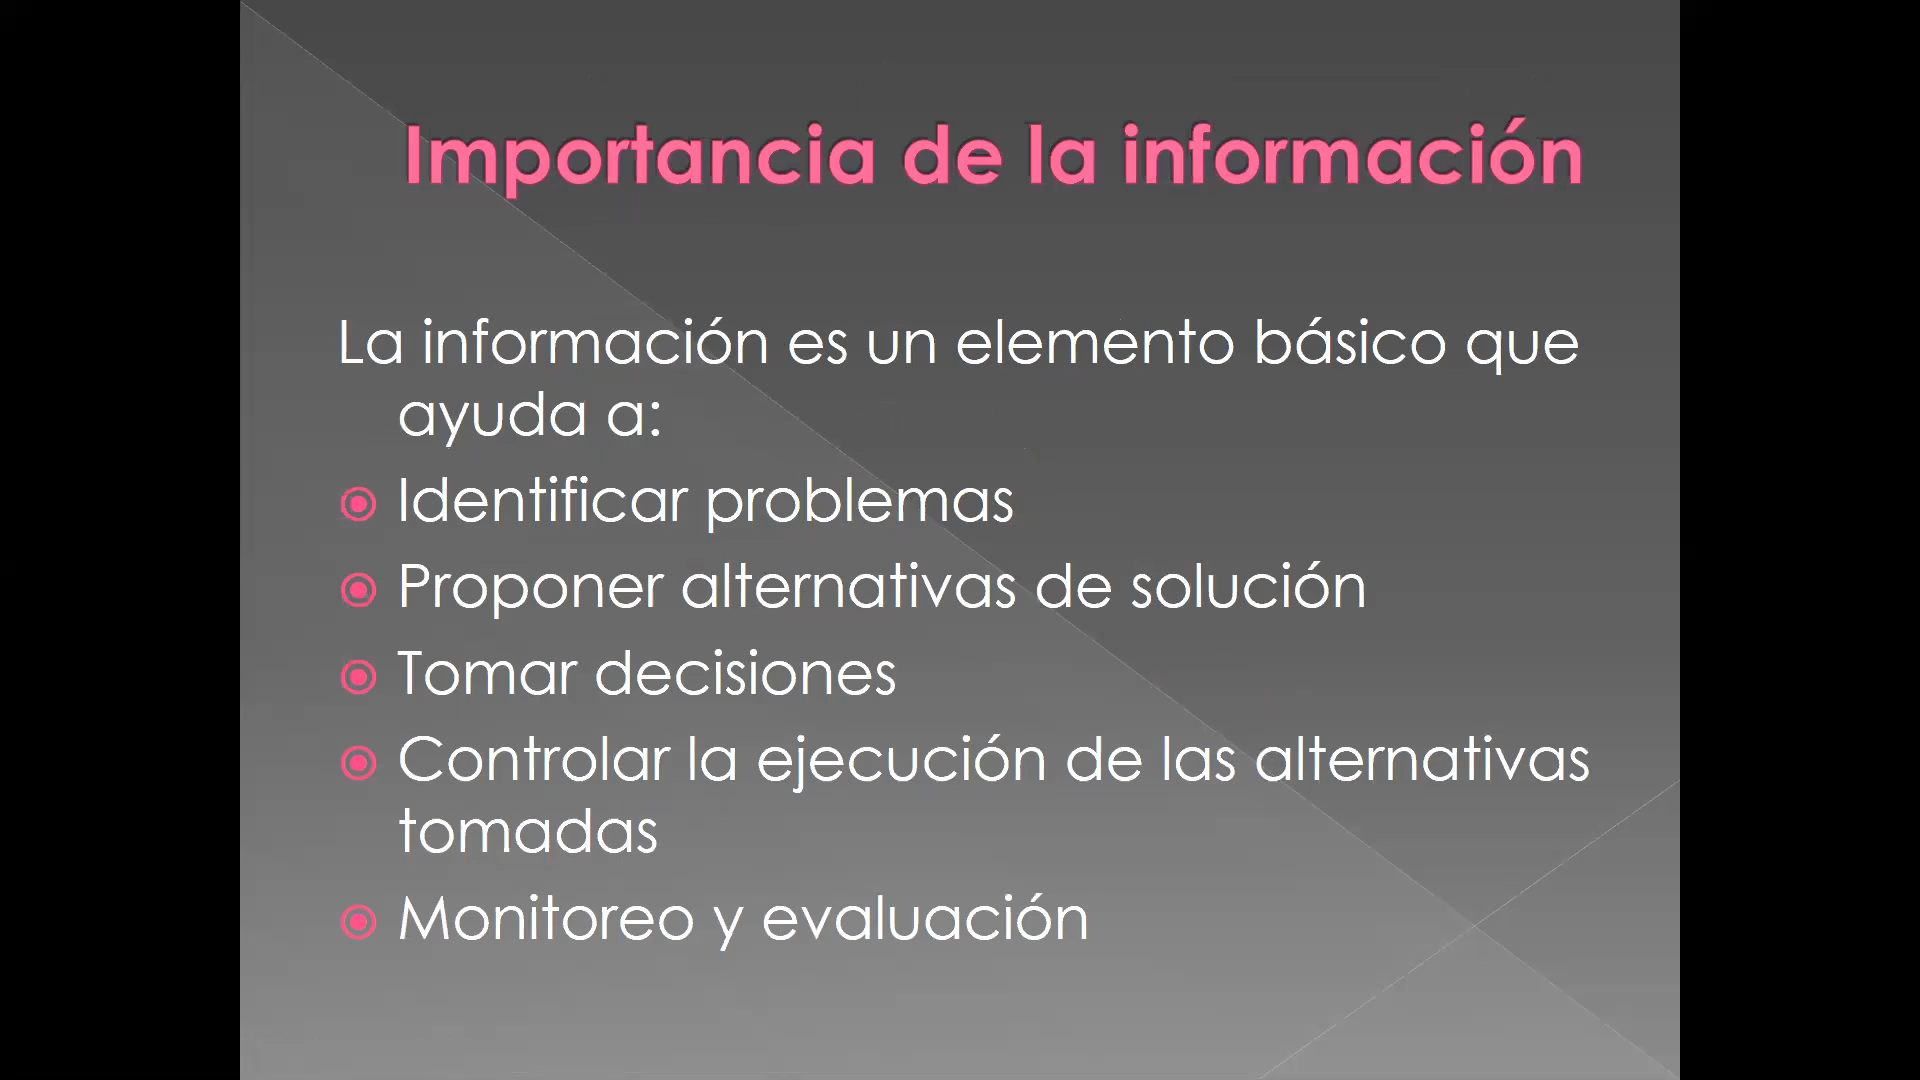 Importancia de la información
La información es un elemento básico que
ayuda a:
Identificar problemas
Proponer alternativas de solución
Tomar decisiones
Controlar la ejecución de las alternativas
tomadas
Monitoreo y evaluación